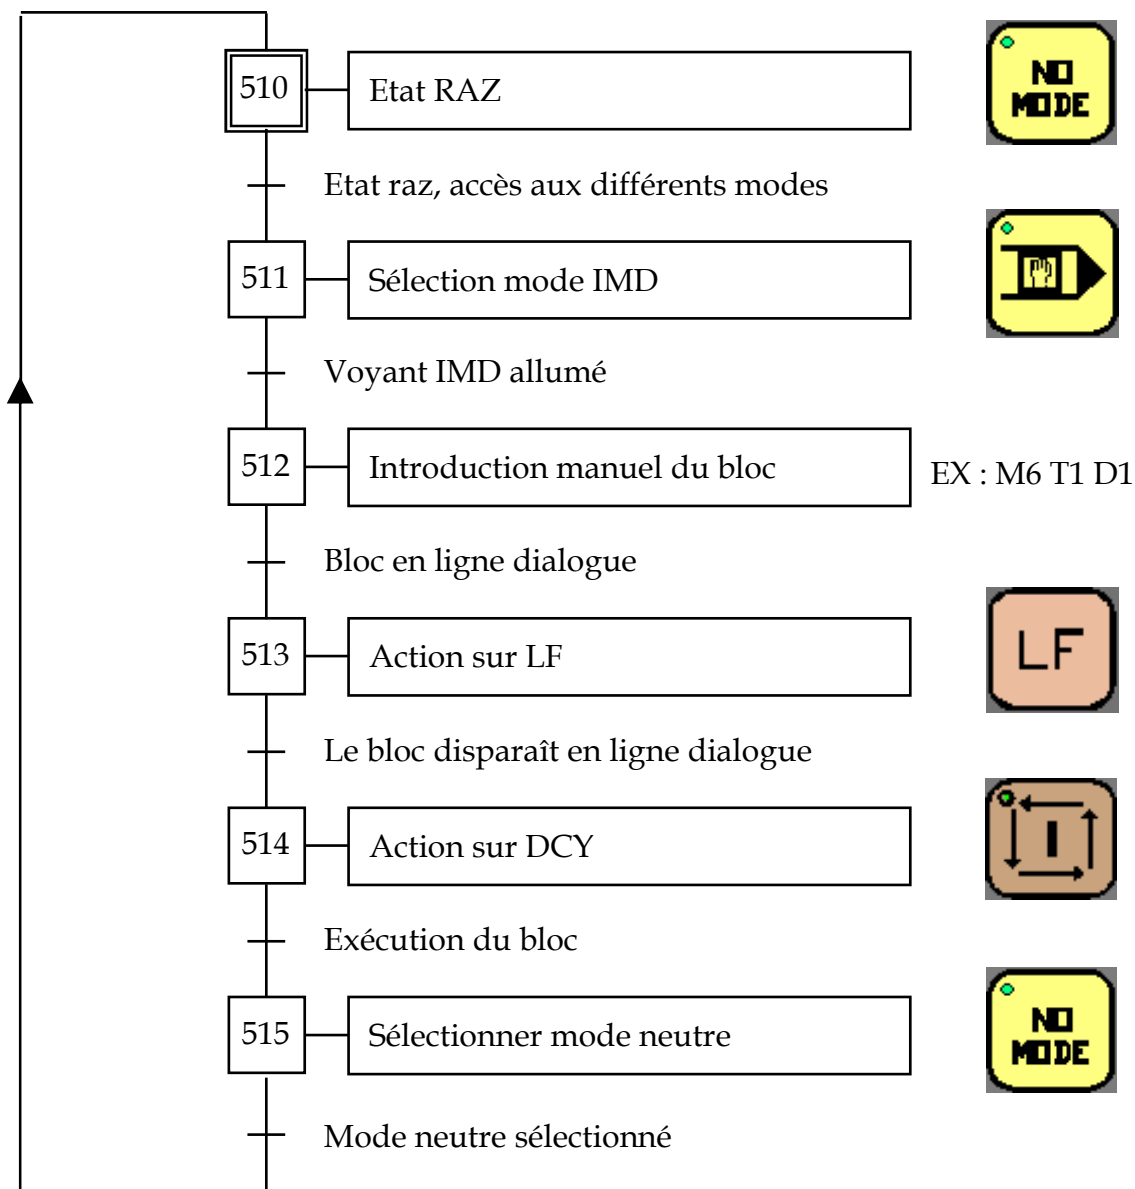 510 Etat RAZ NO MODE
Etat raz, accès aux différents modes
511 Sélection mode IMD
Voyant IMD allumé
512 Introduction manuel du bloc EX : M6 T1 D1
Bloc en ligne dialogue
513 Action sur LF LF
Le bloc disparaît en ligne dialogue
514 Action sur DCY I
Exécution du bloc
515 Sélectionner mode neutre NO MODE
Mode neutre sélectionné